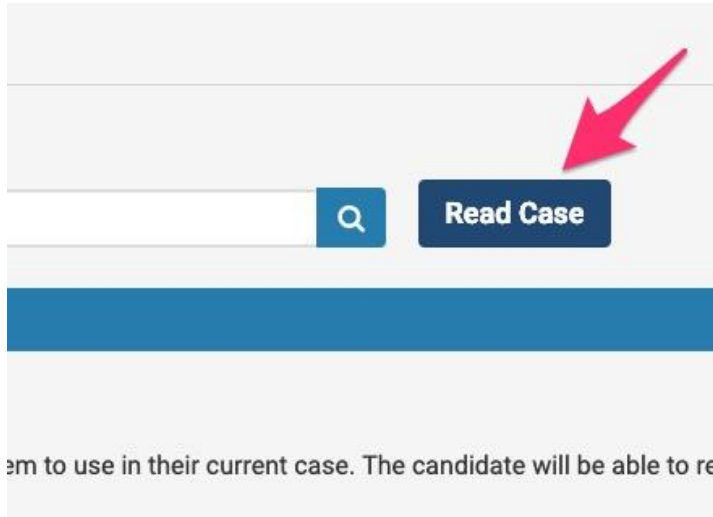 Read Case
em to use in their current case. The candidate will be able to re